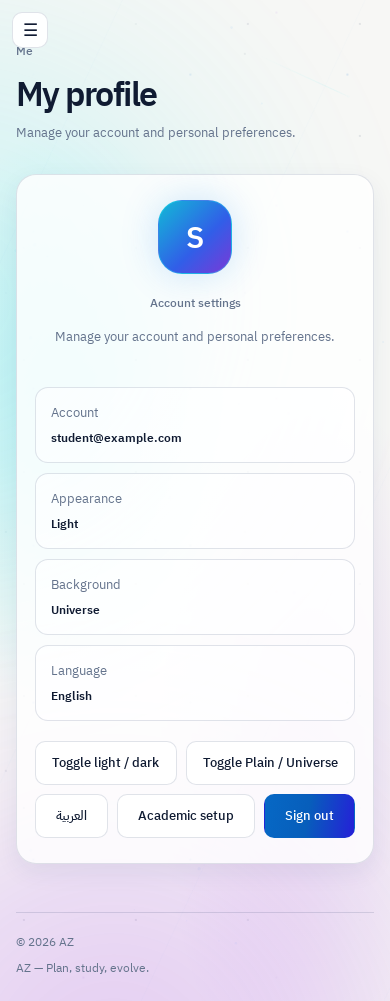 ☰
Me
My profile
Manage your account and personal preferences.
S
Account settings
Manage your account and personal preferences.
Account
student@example.com
Appearance
Light
Background
Universe
Language
English
Toggle light / dark
Toggle Plain / Universe
العربية
Academic setup
Sign out
© 2026 AZ
AZ — Plan, study, evolve.